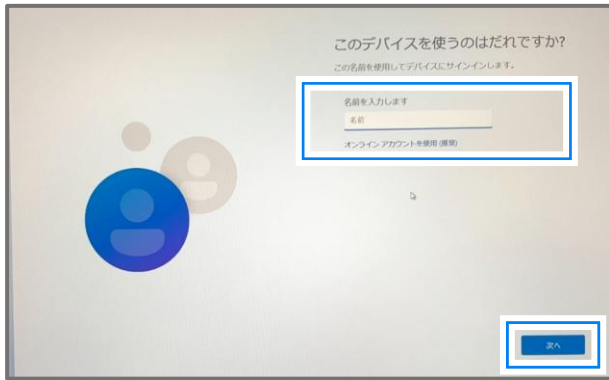 このデバイスを使うのはだれですか?
この名前を使用してデバイスにサインインします。
名前を入力します
名前
オンライン アカウントを使用 (推奨)
次へ